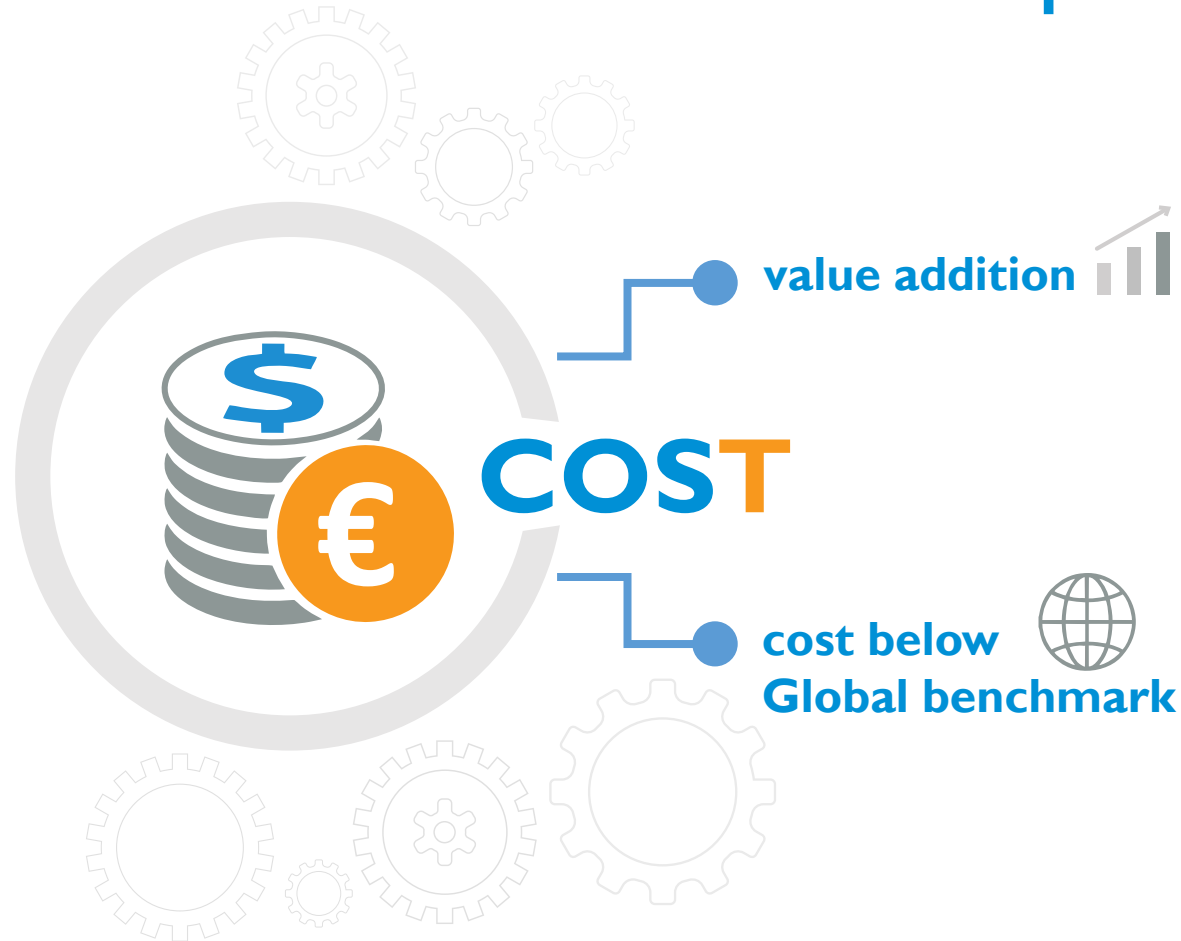 value addition
$
€
COST
cost below
Global benchmark